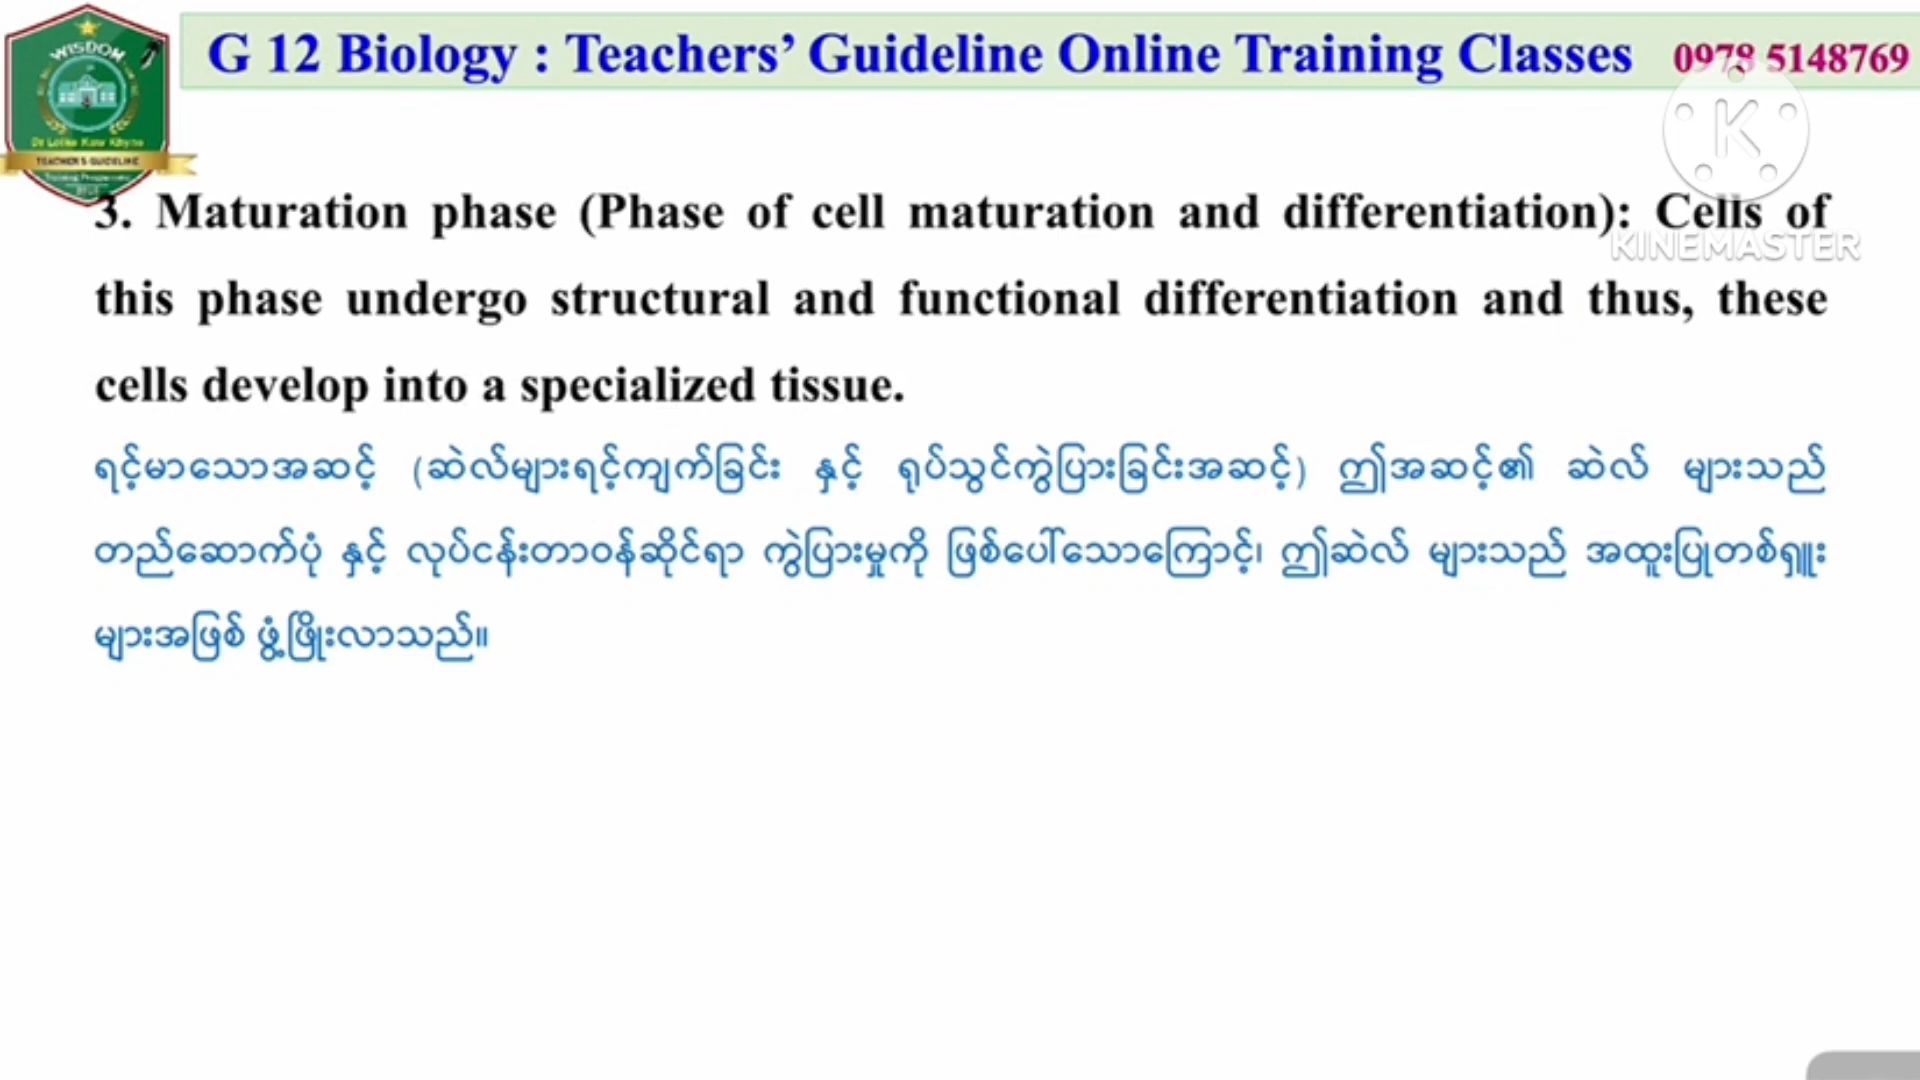 WISDOM
TEACHER'S GUIDELINE
G 12 Biology : Teachers’ Guideline Online Training Classes 0978 5148769
K
KINEMASTER
3. Maturation phase (Phase of cell maturation and differentiation): Cells of
this phase undergo structural and functional differentiation and thus, these
cells develop into a specialized tissue.
ရင့်မာသောအဆင့် (ဆဲလ်များရင့်ကျက်ခြင်း နှင့် ရုပ်သွင်ကွဲပြားခြင်းအဆင့်) ဤအဆင့်၏ ဆဲလ် များသည်
တည်ဆောက်ပုံ နှင့် လုပ်ငန်းတာဝန်ဆိုင်ရာ ကွဲပြားမှုကို ဖြစ်ပေါ်သောကြောင့်၊ ဤဆဲလ် များသည် အထူးပြုတစ်ရှူး
များအဖြစ် ဖွံ့ဖြိုးလာသည်။